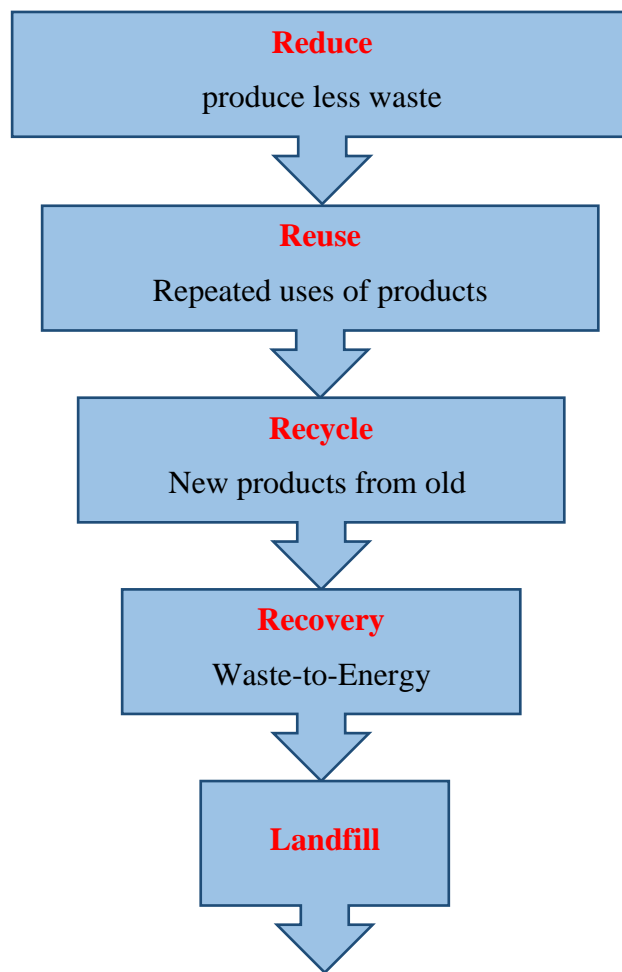 Reduce
produce less waste
Reuse
Repeated uses of products
Recycle
New products from old
Recovery
Waste-to-Energy
Landfill